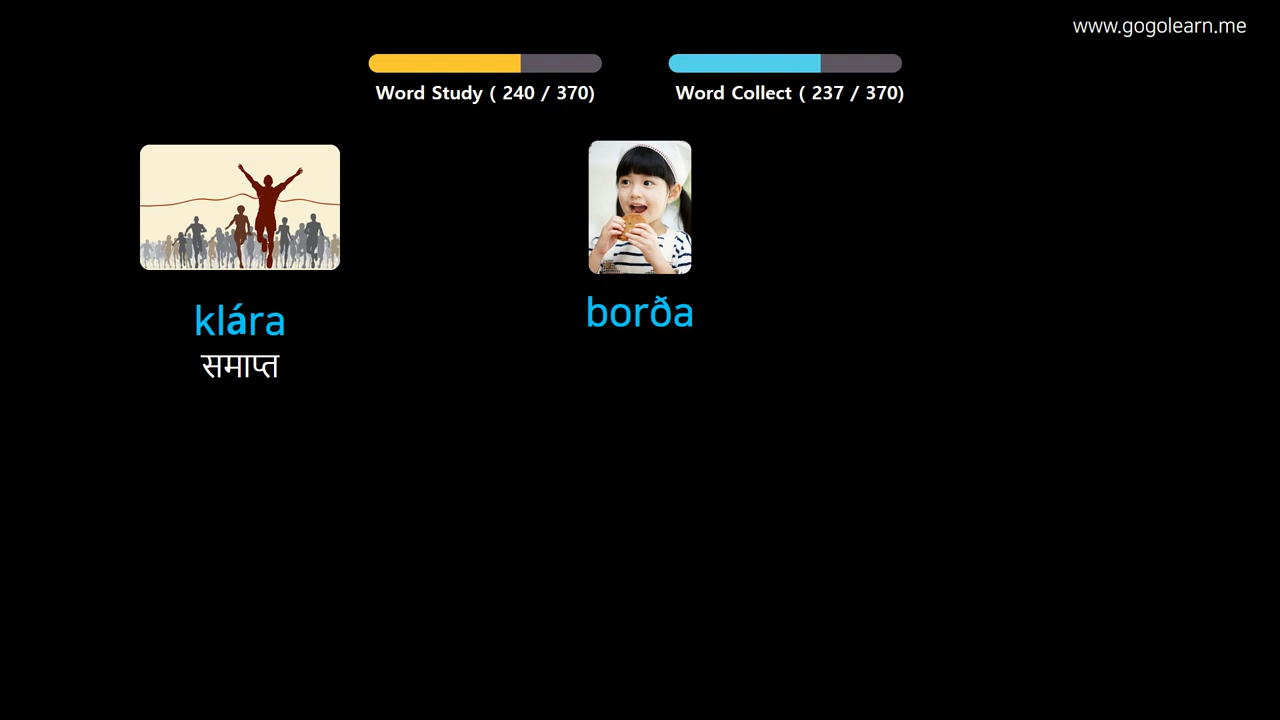 www.gogolearn.me
Word Study ( 240 / 370)
Word Collect ( 237 / 370)
klára
समाप्त
borða